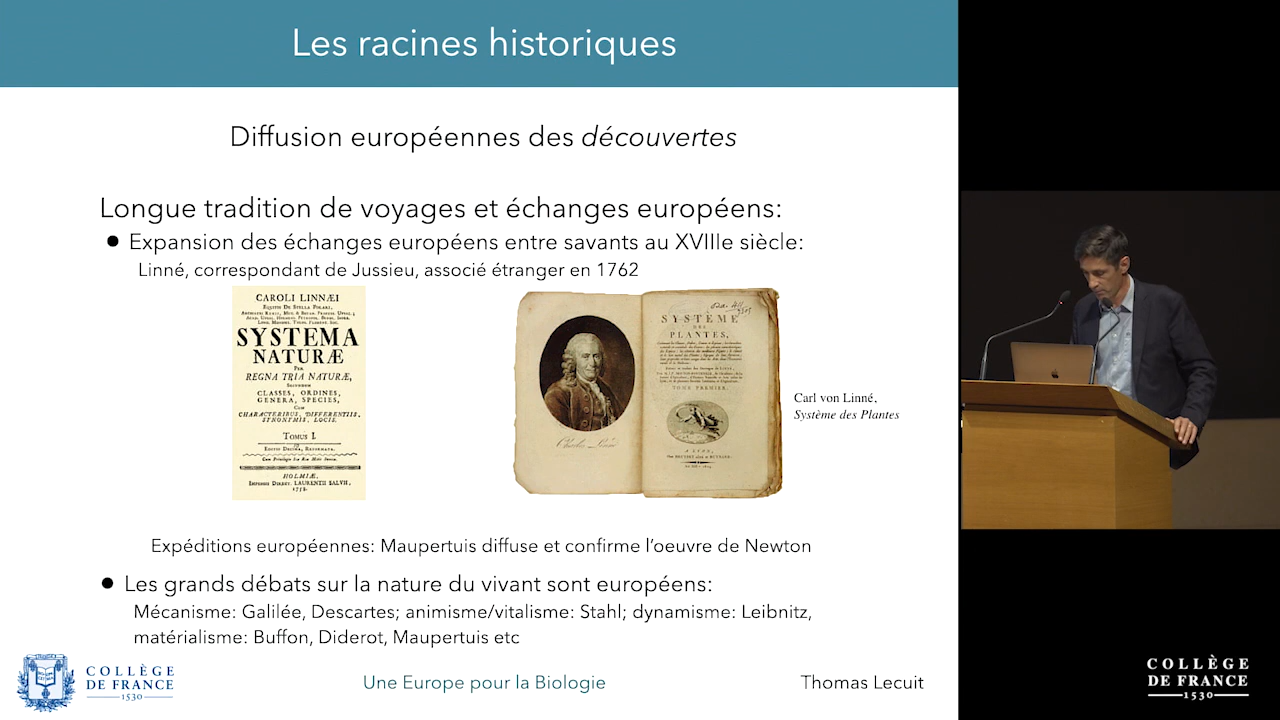 Les racines historiques
Diffusion européennes des découvertes
Longue tradition de voyages et échanges européens:
● Expansion des échanges européens entre savants au XVIIIe siècle:
Linné, correspondant de Jussieu, associé étranger en 1762
CAROLI LINNÆI
SYSTEMA
NATURÆ
PER
REGNA TRIA NATURÆ,
SECUNDUM
CLASSES, ORDINES,
GENERA, SPECIES,
CUM
CHARACTERIBUS, DIFFERENTIIS,
SYNONYMIS, LOCIS.
TOMUS I.
EDITIO DECIMA, REFORMATA.
HOLMIÆ,
IMPENSIS DIRECT. LAURENTII SALVII,
1758.
SYSTÈME
DES
PLANTES,
TOME PREMIER.
A LYON,
Carl von Linné,
Système des Plantes
Expéditions européennes: Maupertuis diffuse et confirme l'oeuvre de Newton
● Les grands débats sur la nature du vivant sont européens:
Mécanisme: Galilée, Descartes; animisme/vitalisme: Stahl; dynamisme: Leibnitz,
matérialisme: Buffon, Diderot, Maupertuis etc
COLLÈGE
DE FRANCE
1530
Une Europe pour la Biologie
Thomas Lecuit
COLLÈGE
DE FRANCE
1530